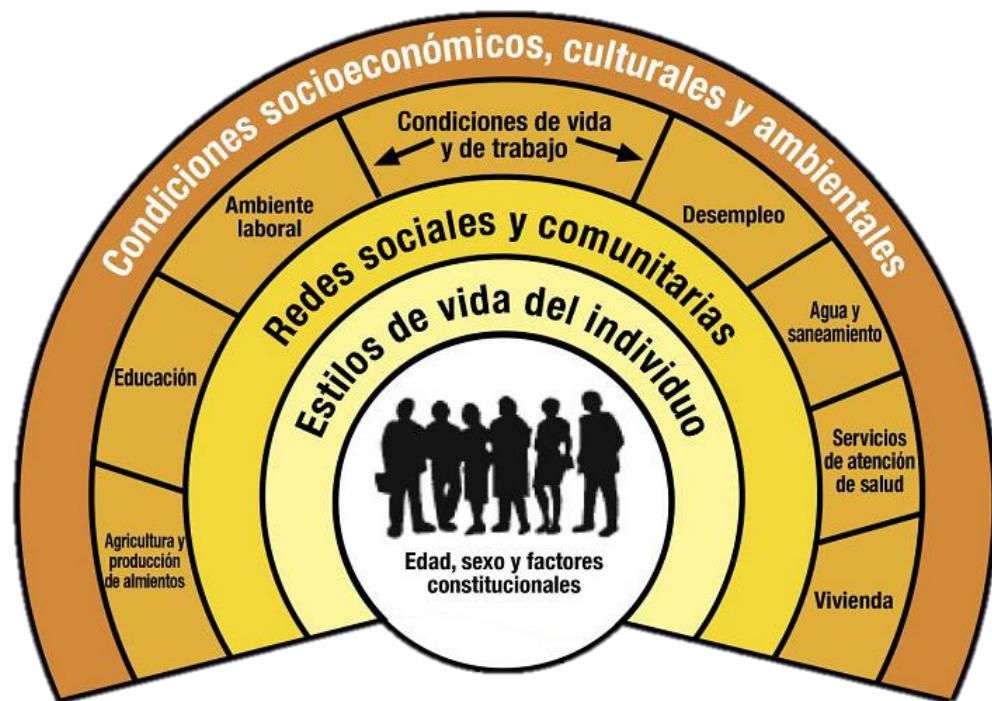 Condiciones socioeconómicos, culturales y ambientales
Condiciones de vida
y de trabajo
Ambiente
laboral
Desempleo
Educación
Agua y
saneamiento
Agricultura y
producción
de almientos
Servicios
de atención
de salud
Vivienda
Redes sociales y comunitarias
Estilos de vida del individuo
Edad, sexo y factores
constitucionales